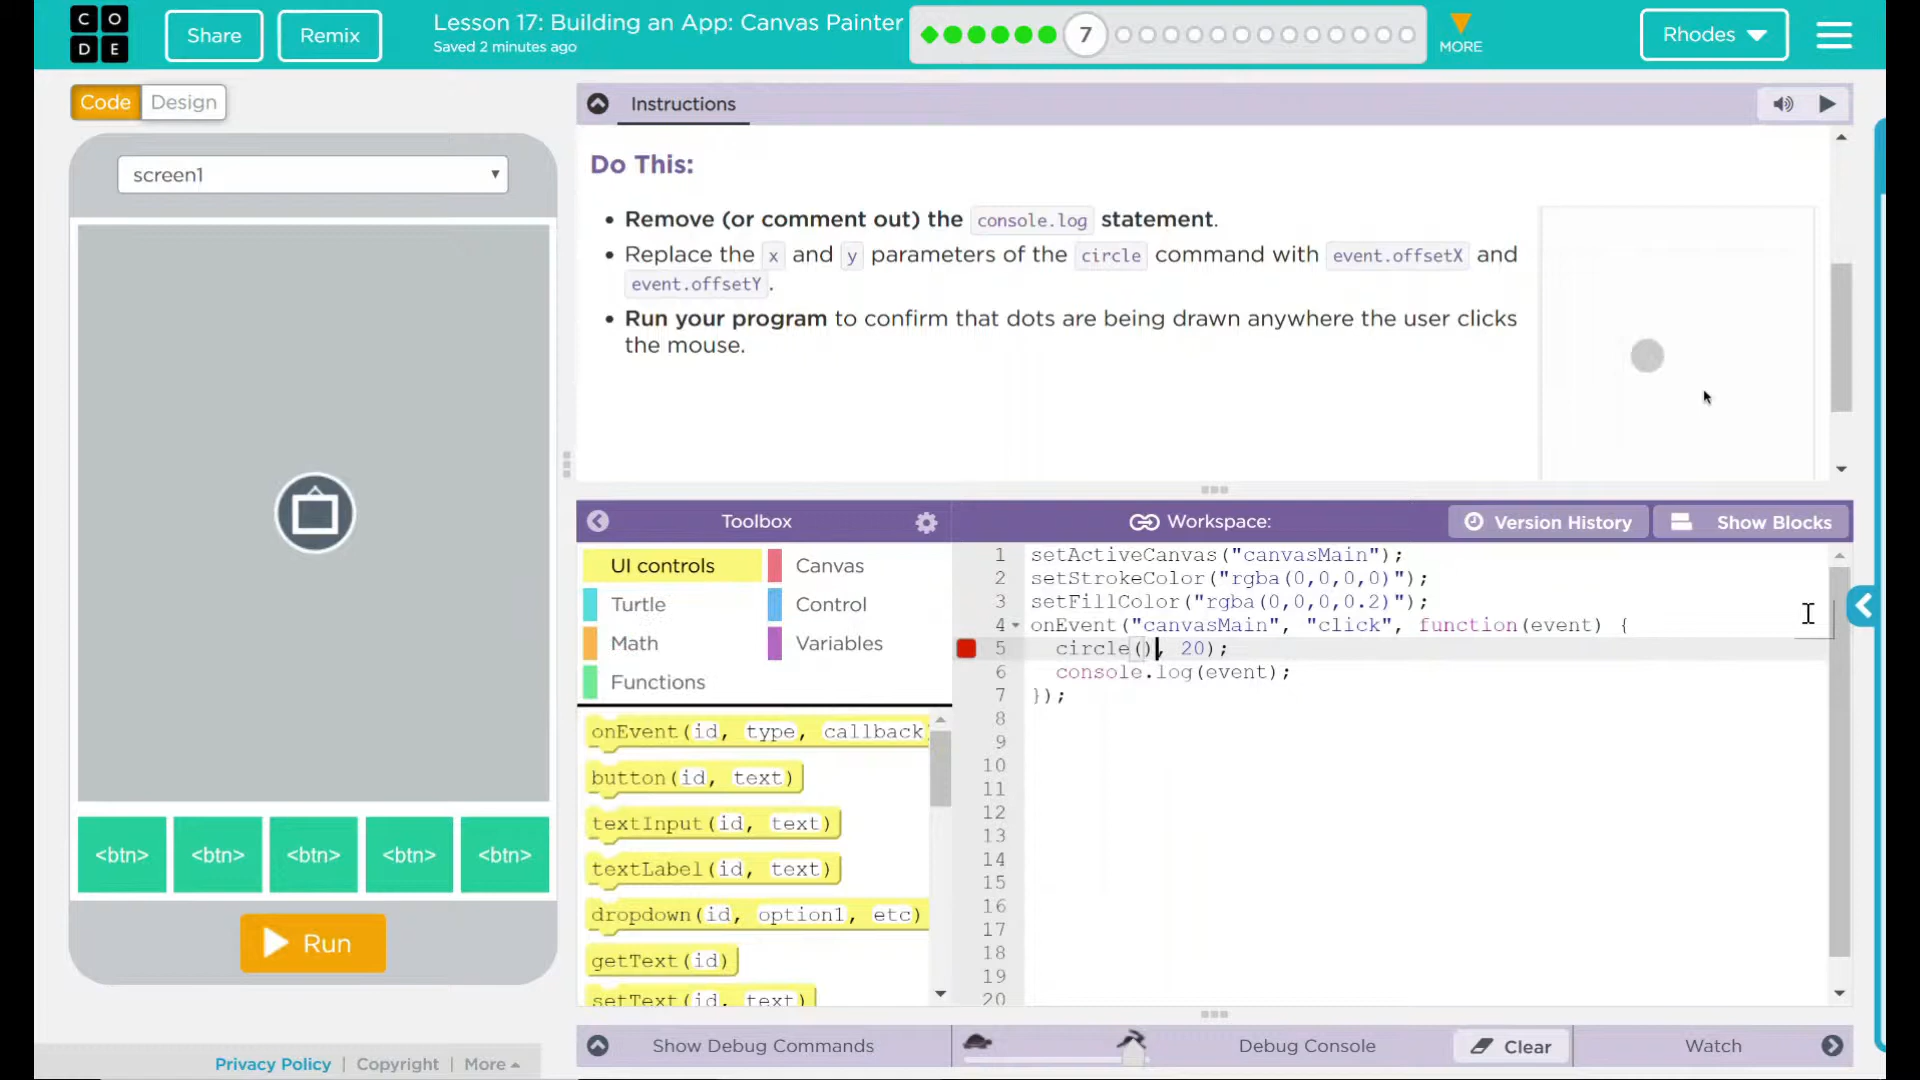 CODE
Share
Remix
Lesson 17: Building an App: Canvas Painter
Saved 2 minutes ago
7
MORE
Rhodes
Code
Design
Instructions
screen1
Do This:
Remove (or comment out) the console.log statement.
Replace the x and y parameters of the circle command with event.offsetX and
event.offsetY.
Run your program to confirm that dots are being drawn anywhere the user clicks
the mouse.
Toolbox
Workspace:
Version History
Show Blocks
UI controls
Canvas
Turtle
Control
Math
Variables
Functions
onEvent(id, type, callback)
button(id, text)
textInput(id, text)
textLabel(id, text)
dropdown(id, option1, etc)
getText(id)
setText(id, text)
1 setActiveCanvas("canvasMain");
2 setStrokeColor("rgba(0,0,0,0)");
3 setFillColor("rgba(0,0,0,0.2)");
4 onEvent("canvasMain", "click", function(event) {
5 circle(), 20);
6 console.log(event);
7 });
8
9
10
11
12
13
14
15
16
17
18
19
20
<btn> <btn> <btn> <btn> <btn>
Run
Show Debug Commands
Debug Console
Clear
Watch
Privacy Policy | Copyright | More